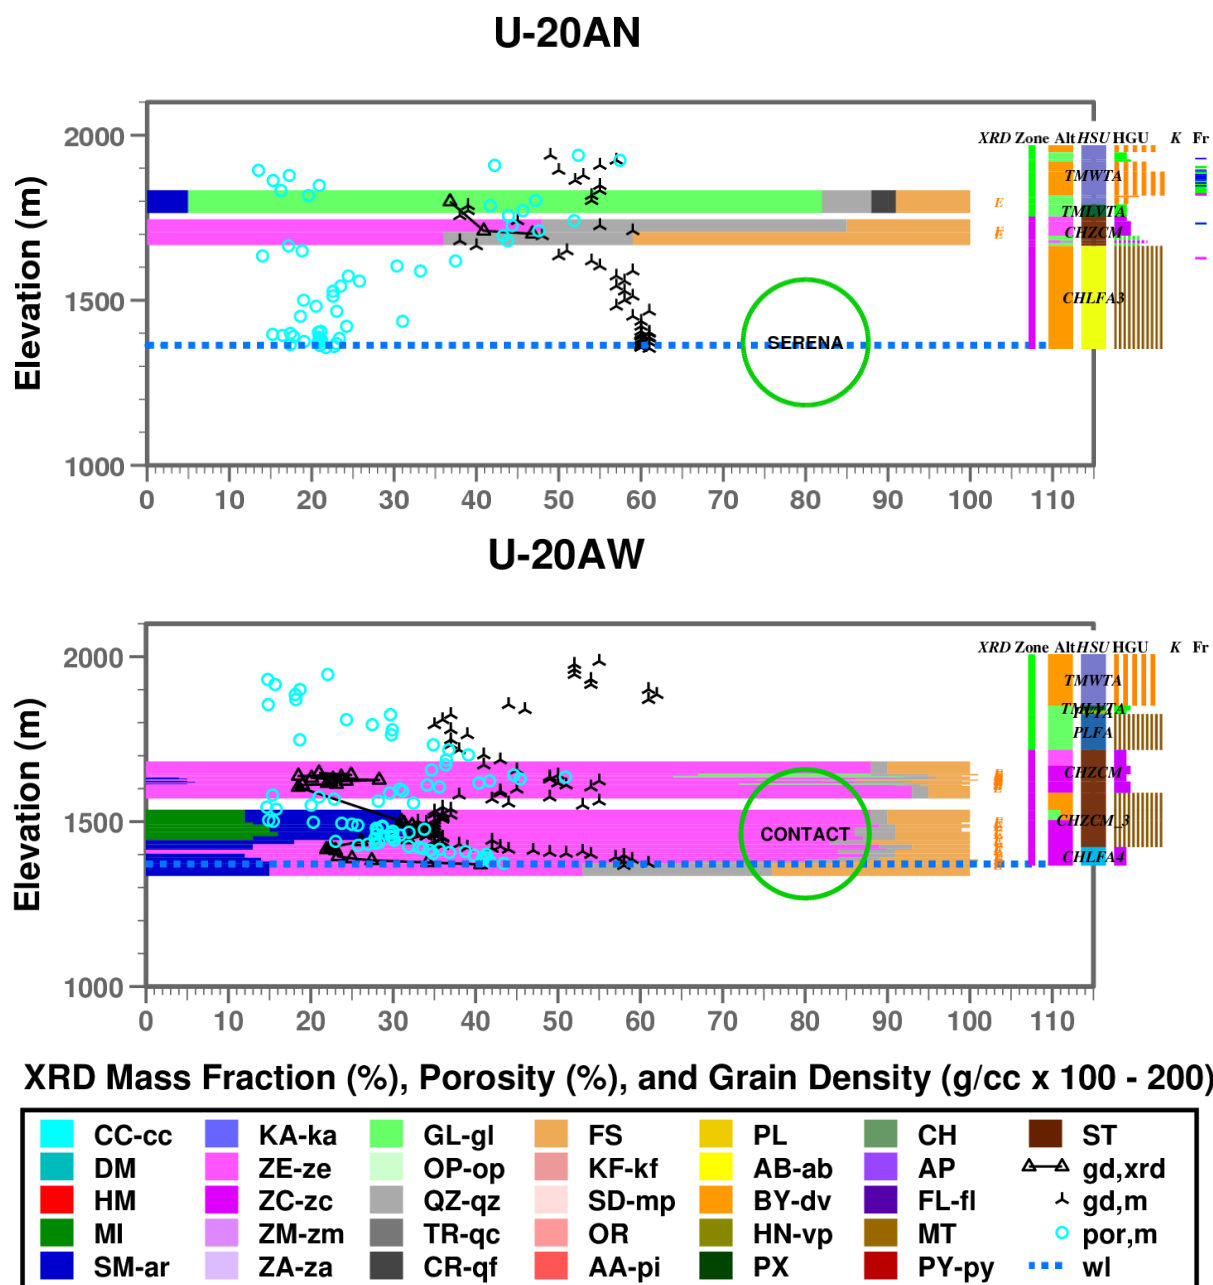 U-20AN
XRD Zone Alt HSU HGU K Fr
2000
1500
1000
Elevation (m)
TMWTA
E
TMLVTA
E
CHZCM
E
CHLFA3
SERENA
0 10 20 30 40 50 60 70 80 90 100 110
U-20AW
XRD Zone Alt HSU HGU K Fr
2000
1500
1000
Elevation (m)
TMWTA
TMLVTA
PLFA
CHZCM
CHZCM_3
CHLFA4
CONTACT
0 10 20 30 40 50 60 70 80 90 100 110
XRD Mass Fraction (%), Porosity (%), and Grain Density (g/cc x 100 - 200)
CC-cc KA-ka GL-gl FS PL CH ST
DM ZE-ze OP-op KF-kf AB-ab AP gd,xrd
HM ZC-zc QZ-qz SD-mp BY-dv FL-fl gd,m
MI ZM-zm TR-qc OR HN-vp MT por,m
SM-ar ZA-za CR-qf AA-pi PX PY-py wl